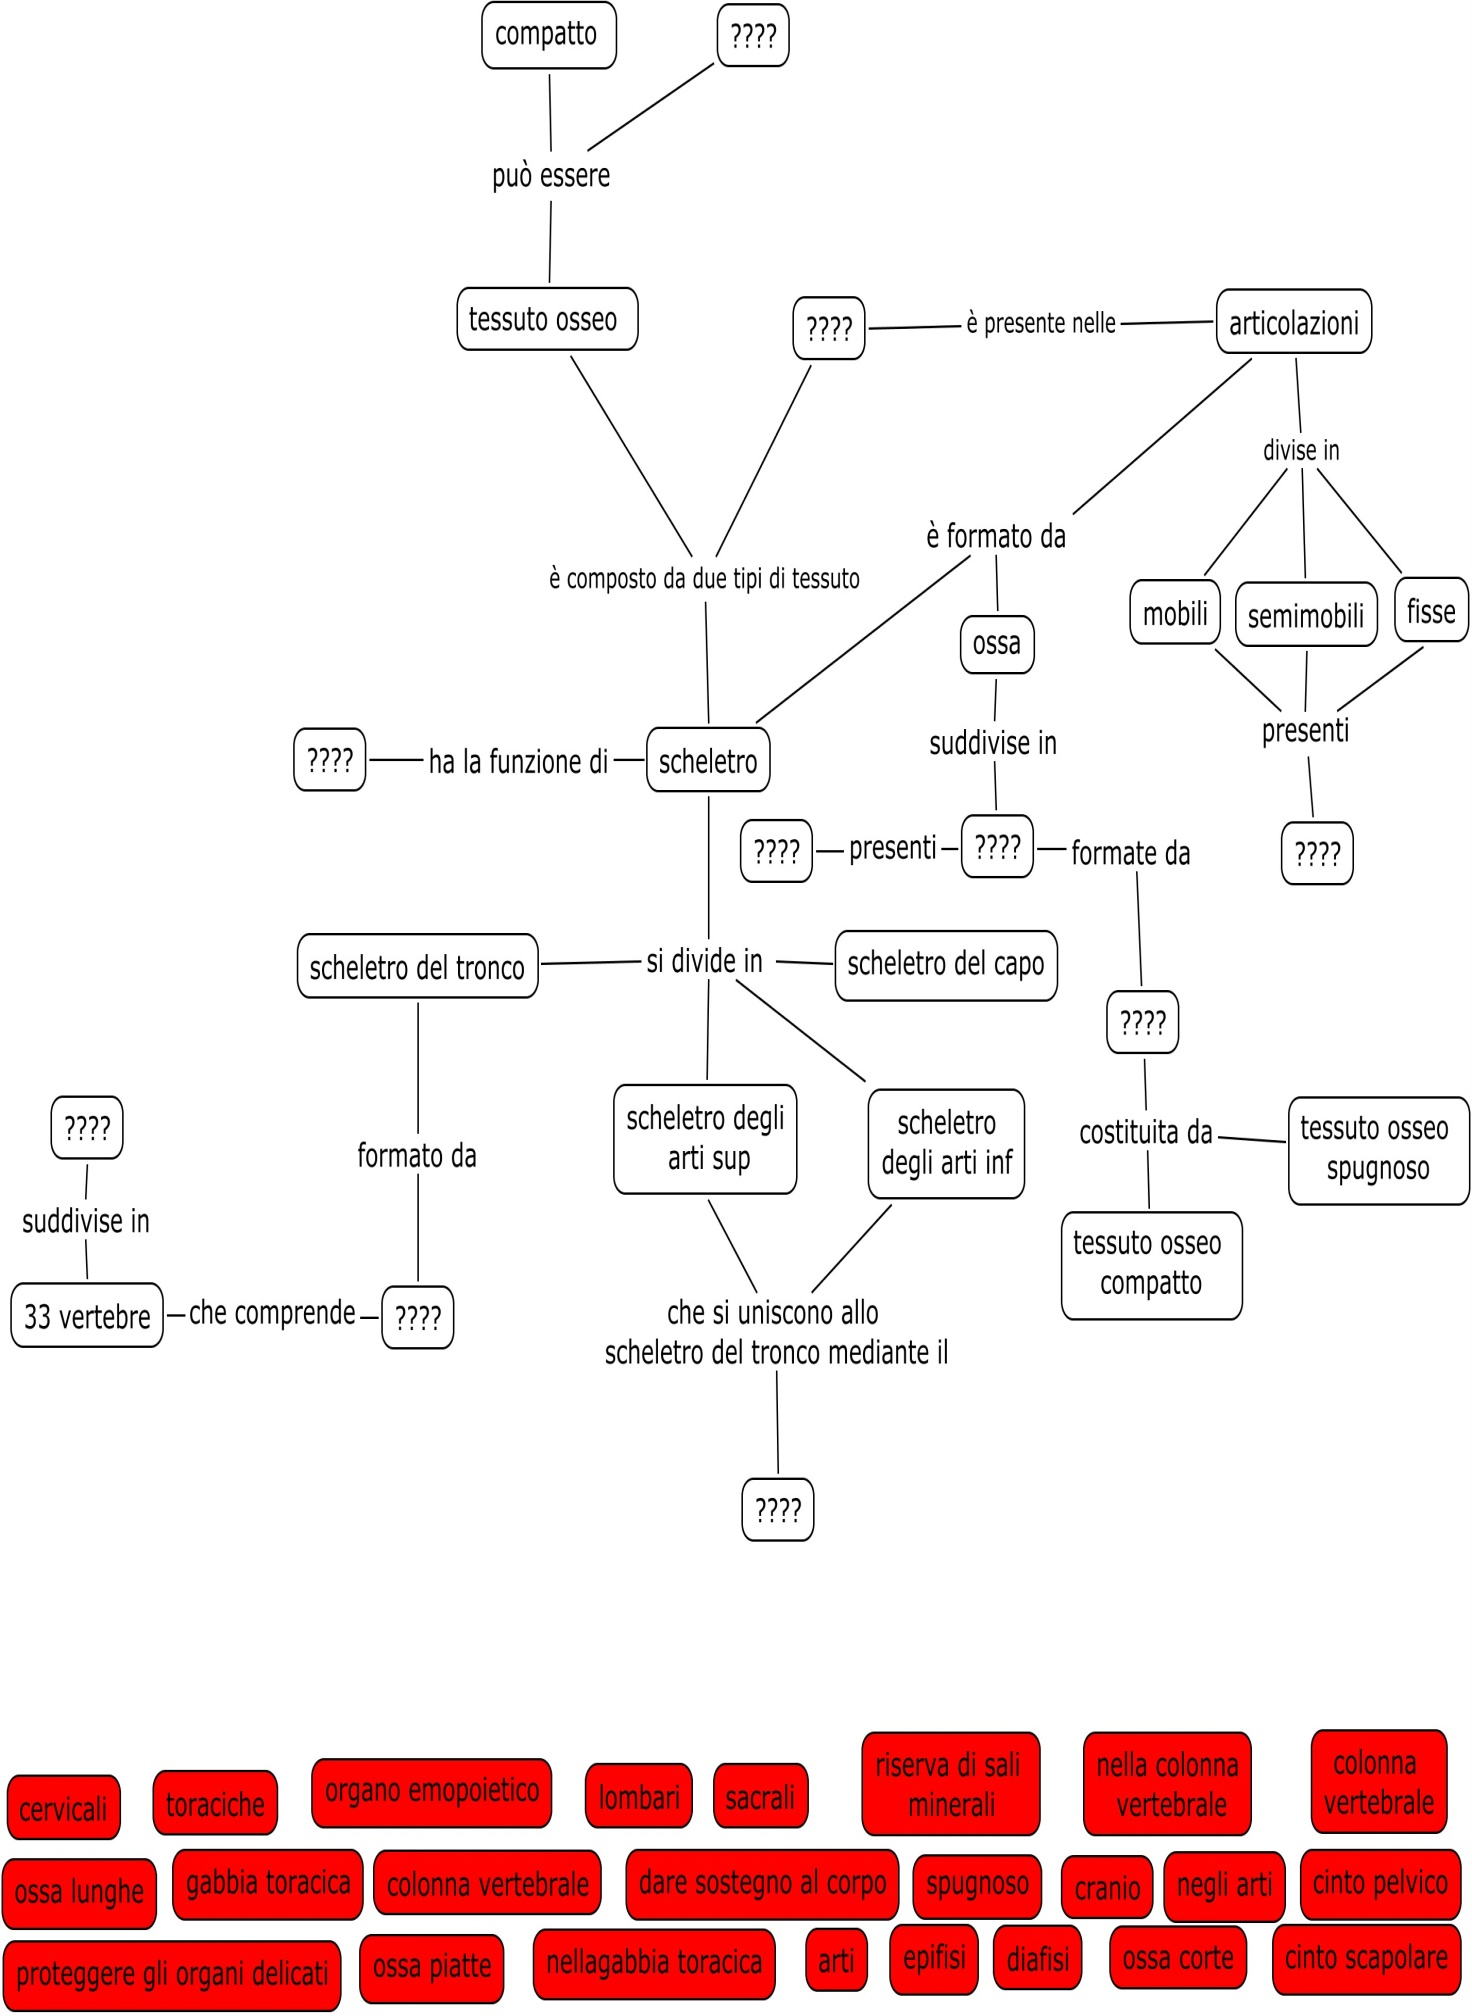 compatto
????
può essere
tessuto osseo
????
è presente nelle
articolazioni
divise in
è formato da
è composto da due tipi di tessuto
mobili
semimobili
fisse
ossa
suddivise in
presenti
????
ha la funzione di
scheletro
????
presenti
????
formate da
????
scheletro del tronco
si divide in
scheletro del capo
????
????
suddivise in
33 vertebre
che comprende
????
formato da
scheletro degli
arti sup
scheletro
degli arti inf
costituita da
tessuto osseo
spugnoso
tessuto osseo
compatto
che si uniscono allo
scheletro del tronco mediante il
????
cervicali
toraciche
organo emopoietico
lombari
sacrali
riserva di sali
minerali
nella colonna
vertebrale
colonna
vertebrale
ossa lunghe
gabbia toracica
colonna vertebrale
dare sostegno al corpo
spugnoso
cranio
negli arti
cinto pelvico
proteggere gli organi delicati
ossa piatte
nellagabbia toracica
arti
epifisi
diafisi
ossa corte
cinto scapolare